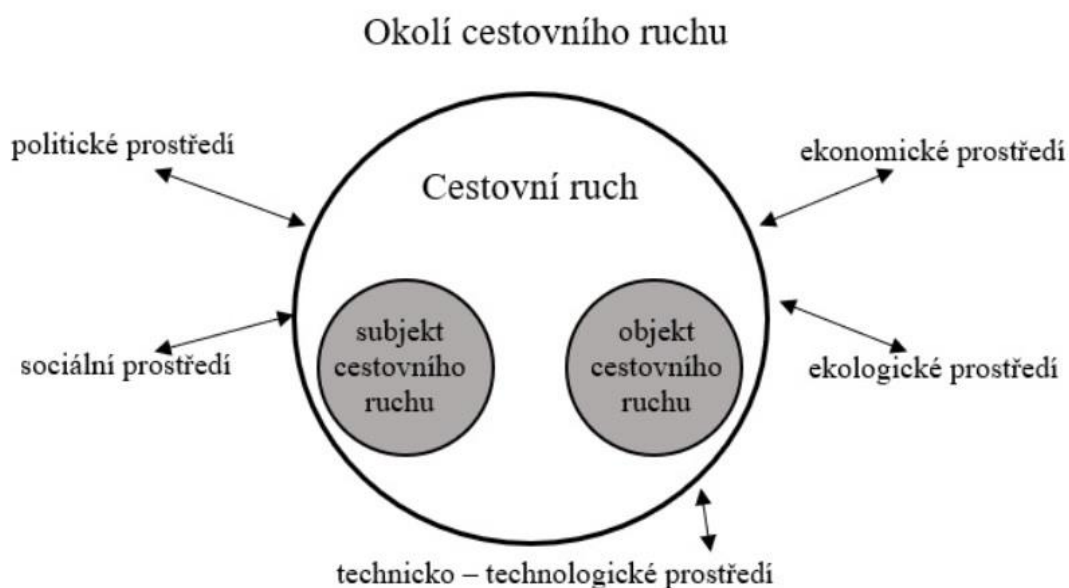 Okolí cestovního ruchu
politické prostředí
ekonomické prostředí
Cestovní ruch
sociální prostředí
subjekt
cestovního
ruchu
objekt
cestovního
ruchu
ekologické prostředí
technicko – technologické prostředí